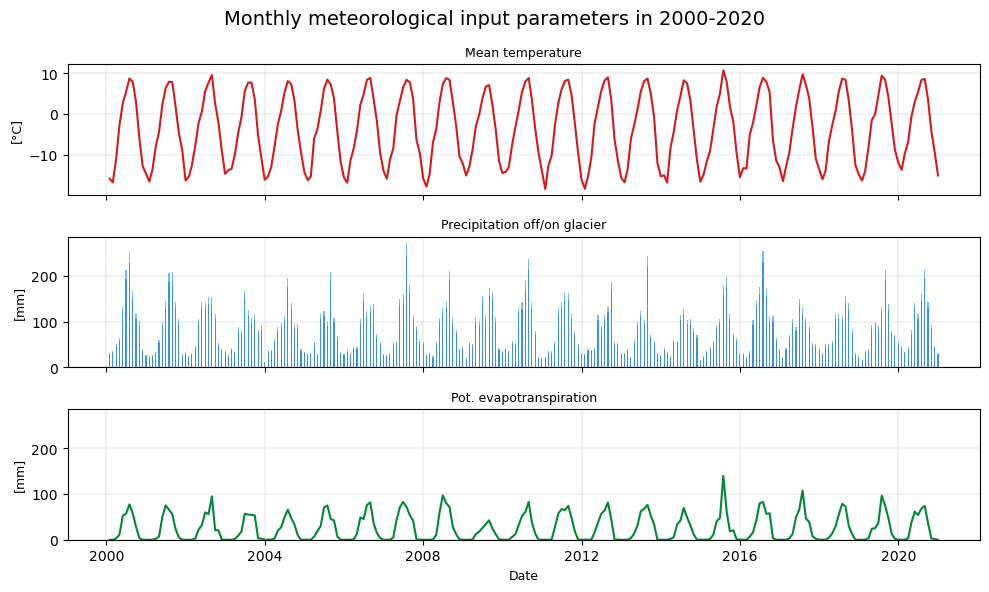 Monthly meteorological input parameters in 2000-2020
Mean temperature
10
0
−10
[°C]
Precipitation off/on glacier
200
100
0
[mm]
Pot. evapotranspiration
200
100
0
[mm]
2000 2004 2008 2012 2016 2020
Date